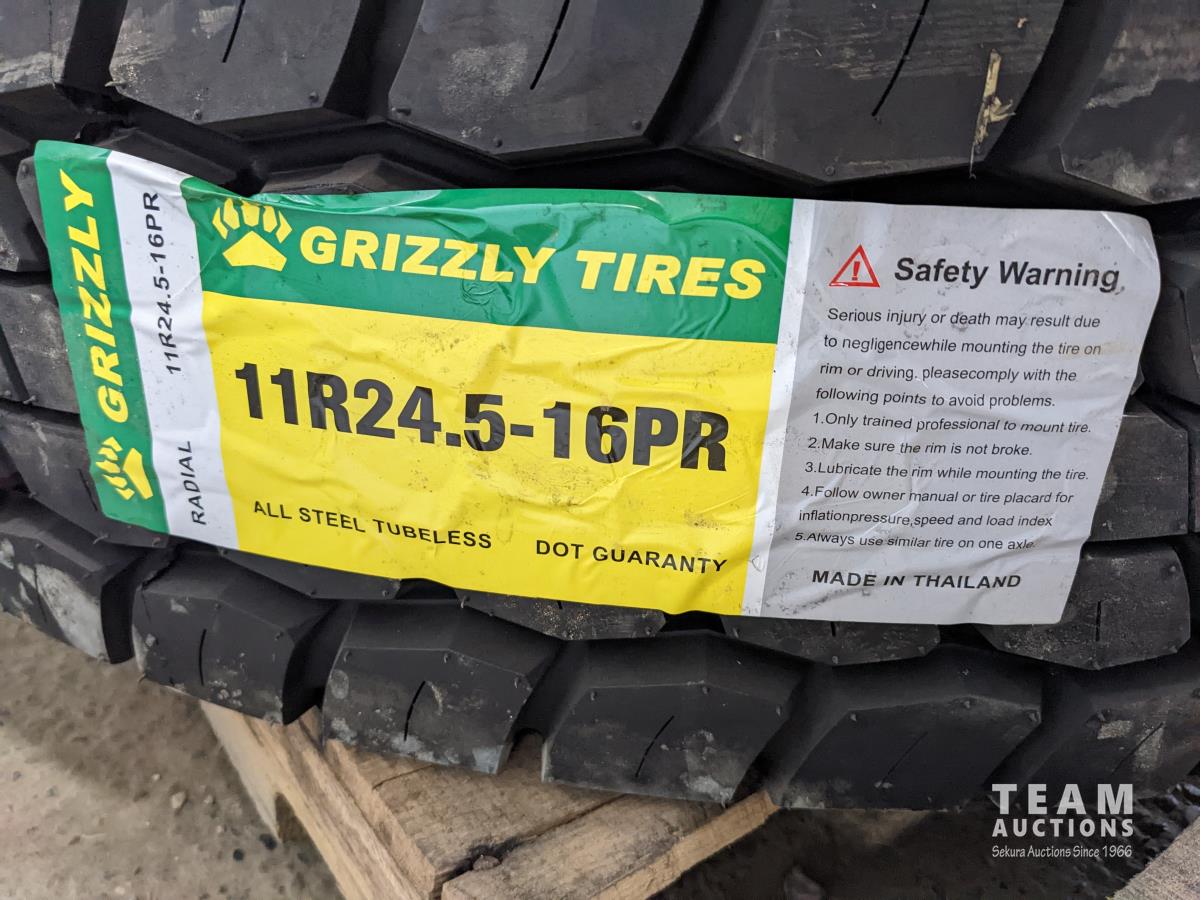 GRIZZLY
RADIAL 11R24.5-16PR
GRIZZLY TIRES
11R24.5-16PR
ALL STEEL TUBELESS DOT GUARANTY
Safety Warning
Serious injury or death may result due
to negligencewhile mounting the tire on
rim or driving. pleasecomply with the
following points to avoid problems.
1.Only trained professional to mount tire.
2.Make sure the rim is not broke.
3.Lubricate the rim while mounting the tire.
4.Follow owner manual or tire placard for
inflationpressure,speed and load index
5.Always use similar tire on one axle.
MADE IN THAILAND
TEAM
AUCTIONS
Sekura Auctions Since 1966